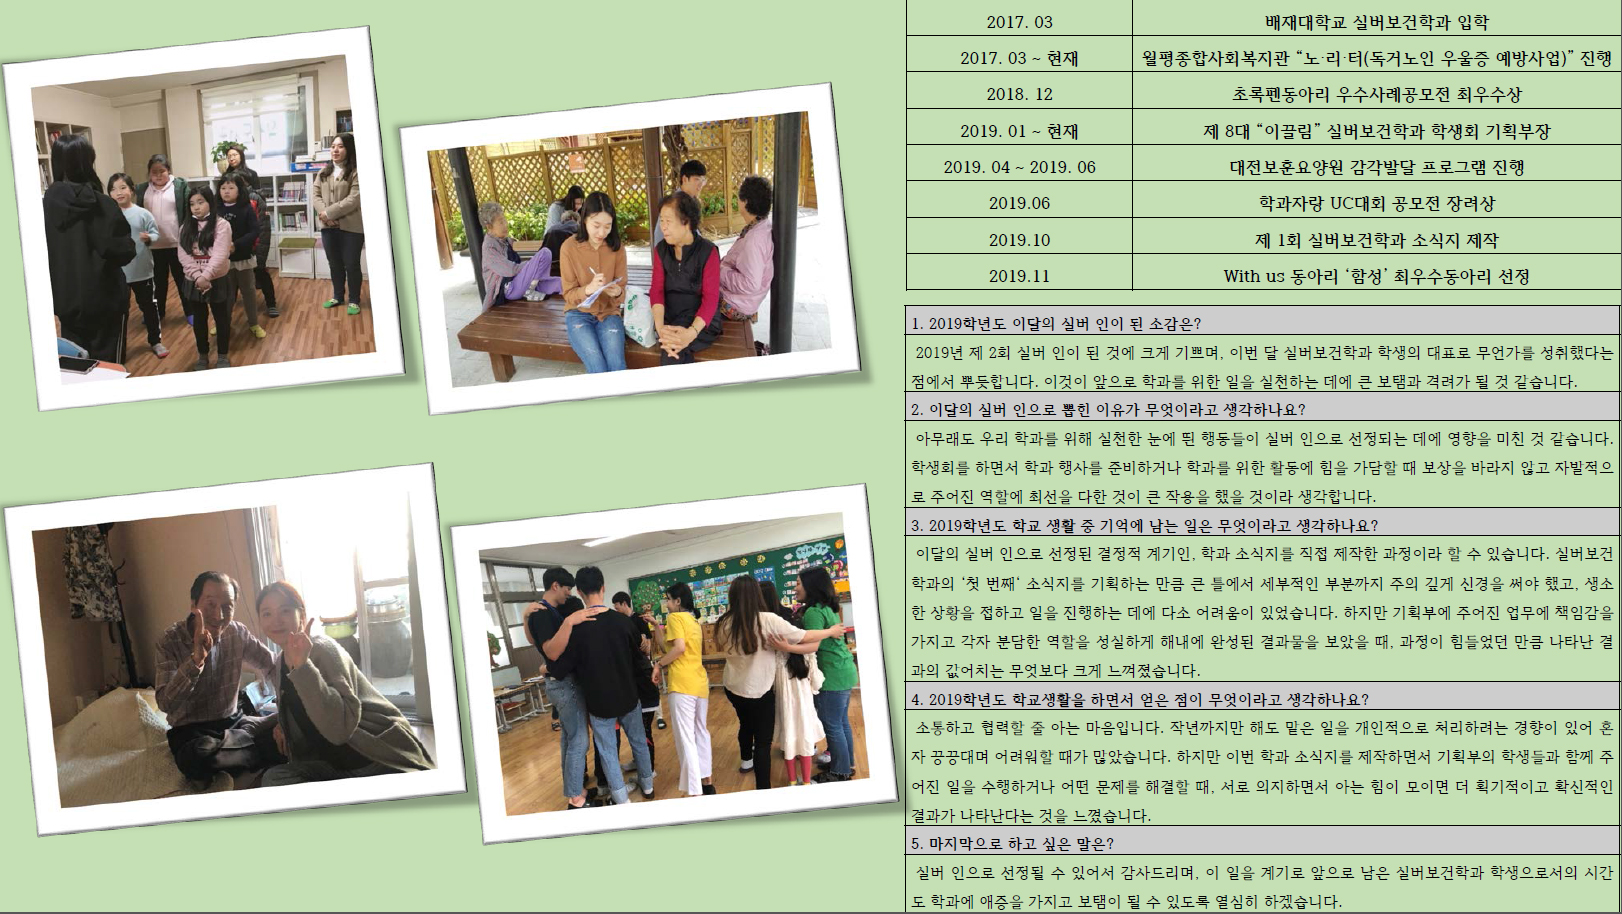 2017. 03 배재대학교 실버보건학과 입학
2017. 03 ~ 현재 월평종합사회복지관 “노·리·터(독거노인 우울증 예방사업)” 진행
2018. 12 초록펜동아리 우수사례공모전 최우수상
2019. 01 ~ 현재 제 8대 “이끌림” 실버보건학과 학생회 기획부장
2019. 04 ~ 2019. 06 대전보훈요양원 감각발달 프로그램 진행
2019.06 학과자랑 UC대회 공모전 장려상
2019.10 제 1회 실버보건학과 소식지 제작
2019.11 With us 동아리 ‘함성’ 최우수동아리 선정
1. 2019학년도 이달의 실버 인이 된 소감은?
2019년 제 2회 실버 인이 된 것에 크게 기쁘며, 이번 달 실버보건학과 학생의 대표로 무언가를 성취했다는
점에서 뿌듯합니다. 이것이 앞으로 학과를 위한 일을 실천하는 데에 큰 보탬과 격려가 될 것 같습니다.
2. 이달의 실버 인으로 뽑힌 이유가 무엇이라고 생각하나요?
아무래도 우리 학과를 위해 실천한 눈에 띈 행동들이 실버 인으로 선정되는 데에 영향을 미친 것 같습니다.
학생회를 하면서 학과 행사를 준비하거나 학과를 위한 활동에 힘을 가담할 때 보상을 바라지 않고 자발적으
로 주어진 역할에 최선을 다한 것이 큰 작용을 했을 것이라 생각합니다.
3. 2019학년도 학교 생활 중 기억에 남는 일은 무엇이라고 생각하나요?
이달의 실버 인으로 선정된 결정적 계기인, 학과 소식지를 직접 제작한 과정이라 할 수 있습니다. 실버보건
학과의 ‘첫 번째‘ 소식지를 기획하는 만큼 큰 틀에서 세부적인 부분까지 주의 깊게 신경을 써야 했고, 생소
한 상황을 접하고 일을 진행하는 데에 다소 어려움이 있었습니다. 하지만 기획부에 주어진 업무에 책임감을
가지고 각자 분담한 역할을 성실하게 해내에 완성된 결과물을 보았을 때, 과정이 힘들었던 만큼 나타난 결
과의 값어치는 무엇보다 크게 느껴졌습니다.
4. 2019학년도 학교생활을 하면서 얻은 점이 무엇이라고 생각하나요?
소통하고 협력할 줄 아는 마음입니다. 작년까지만 해도 맡은 일을 개인적으로 처리하려는 경향이 있어 혼
자 끙끙대며 어려워할 때가 많았습니다. 하지만 이번 학과 소식지를 제작하면서 기획부의 학생들과 함께 주
어진 일을 수행하거나 어떤 문제를 해결할 때, 서로 의지하면서 아는 힘이 모이면 더 획기적이고 확신적인
결과가 나타난다는 것을 느꼈습니다.
5. 마지막으로 하고 싶은 말은?
실버 인으로 선정될 수 있어서 감사드리며, 이 일을 계기로 앞으로 남은 실버보건학과 학생으로서의 시간
도 학과에 애증을 가지고 보탬이 될 수 있도록 열심히 하겠습니다.